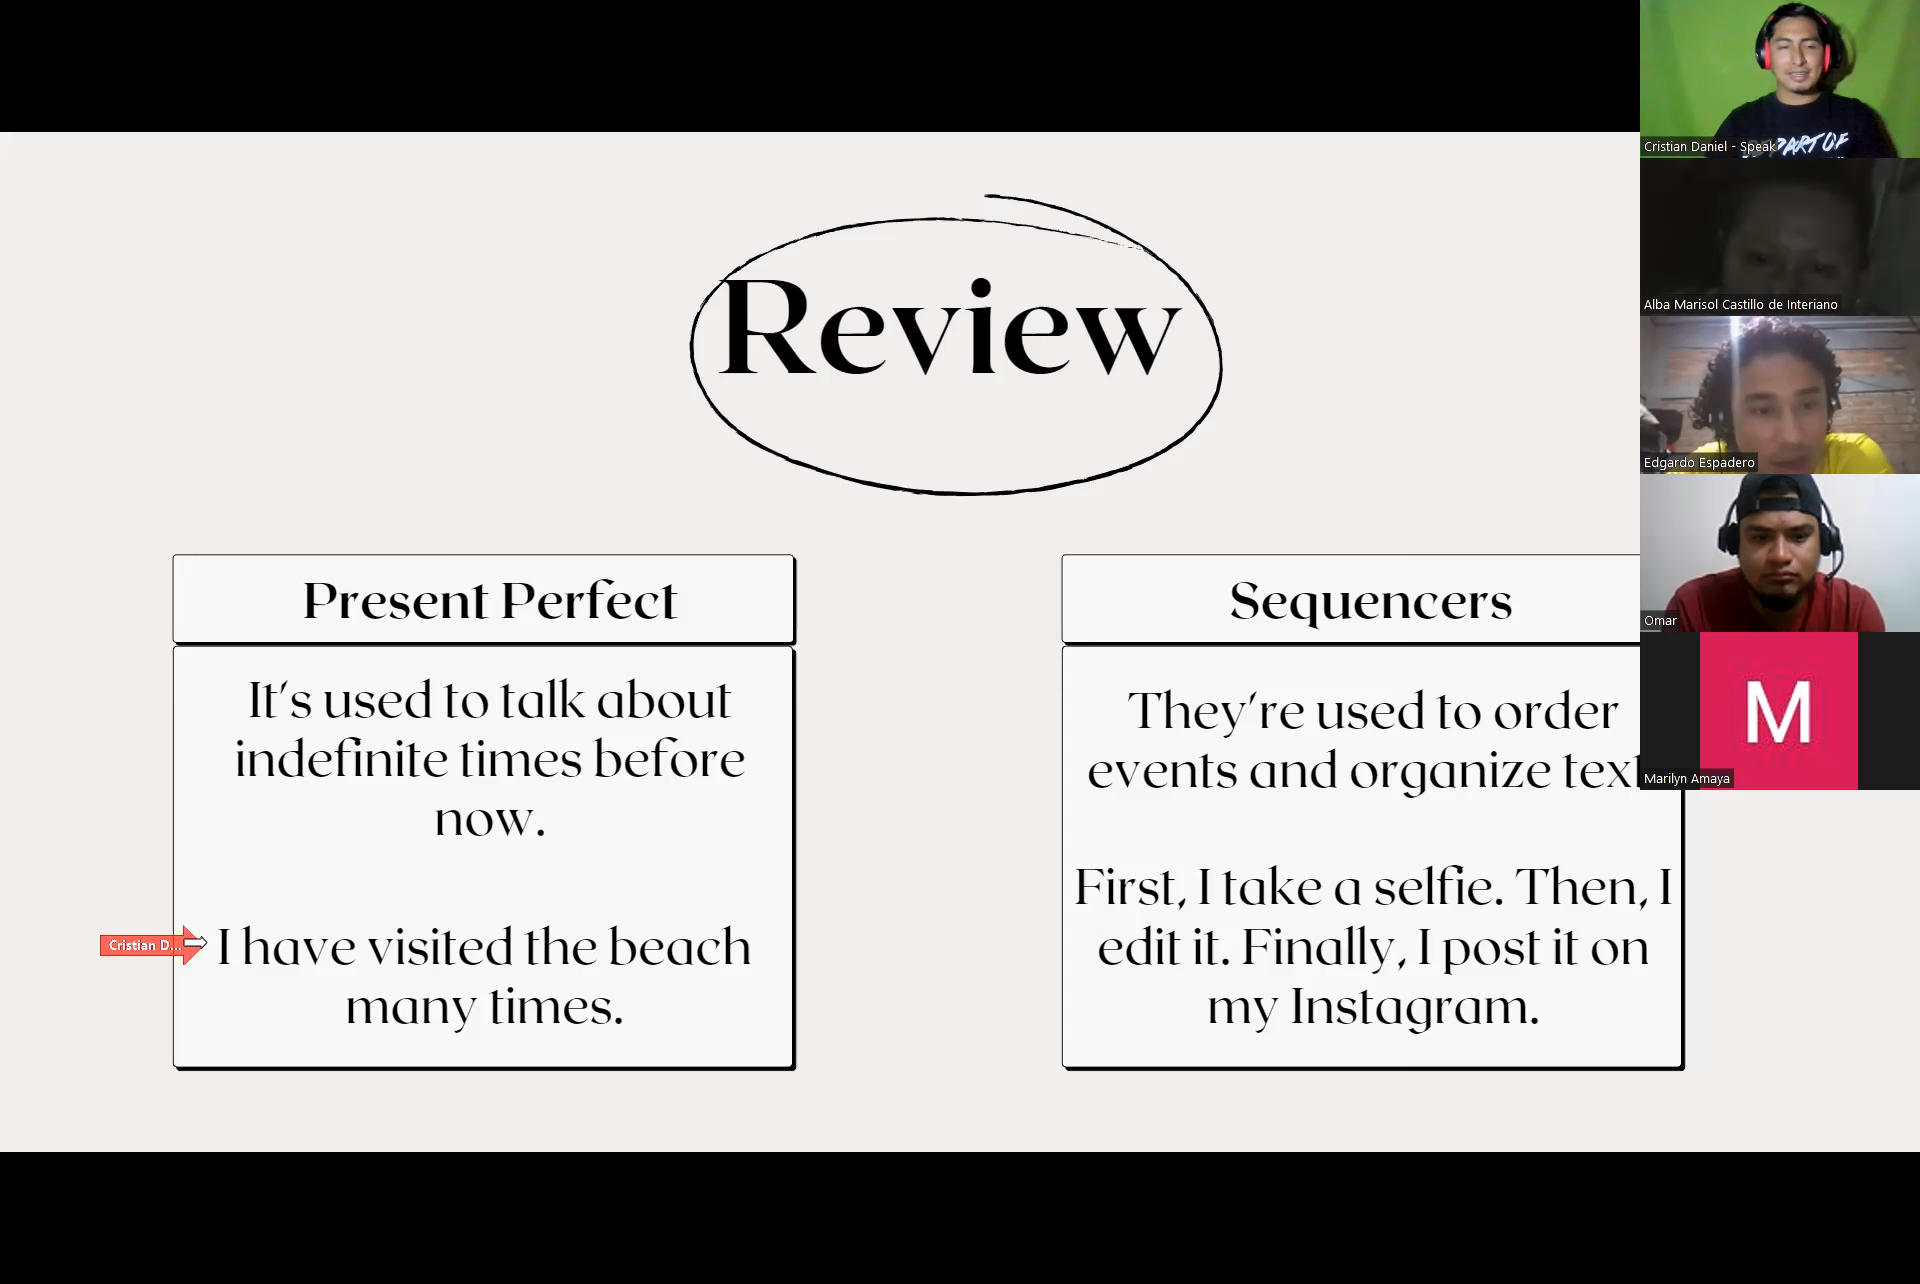 Review
Present Perfect
It's used to talk about
indefinite times before
now.
I have visited the beach
many times.
Cristian D...
Sequencers
They're used to order
events and organize text
First, I take a selfie. Then, I
edit it. Finally, I post it on
my Instagram.
PART OF
Cristian Daniel - Speak
Alba Marisol Castillo de Interiano
Edgardo Espadero
Omar
M
Marilyn Amaya